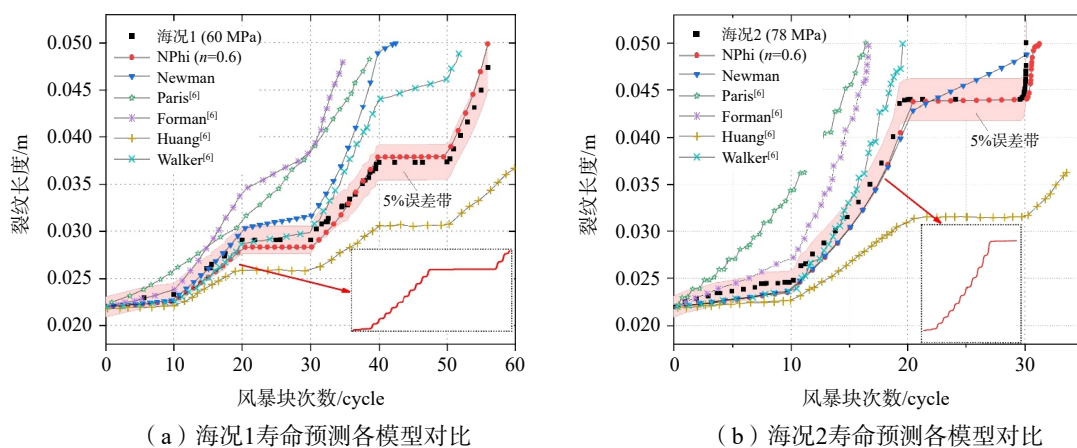 0.050
0.045
0.040
0.035
0.030
0.025
0.020
裂纹长度/m
海况1 (60 MPa)
NPhi (n=0.6)
Newman
Paris[6]
Forman[6]
Huang[6]
Walker[6]
5%误差带
0 10 20 30 40 50 60
风暴块次数/cycle
（a）海况1寿命预测各模型对比
0.050
0.045
0.040
0.035
0.030
0.025
0.020
裂纹长度/m
海况2 (78 MPa)
NPhi (n=0.6)
Newman
Paris[6]
Forman[6]
Huang[6]
Walker[6]
5%误差带
0 10 20 30
风暴块次数/cycle
（b）海况2寿命预测各模型对比